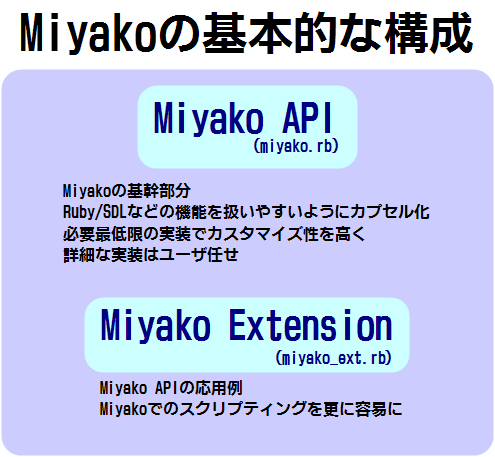 Miyakoの基本的な構成
Miyako API
(miyako.rb)
Miyakoの基幹部分
Ruby/SDLなどの機能を扱いやすいようにカプセル化
必要最低限の実装でカスタマイズ性を高く
詳細な実装はユーザ任せ
Miyako Extension
(miyako_ext.rb)
Miyako APIの応用例
Miyakoでのスクリプティングを更に容易に